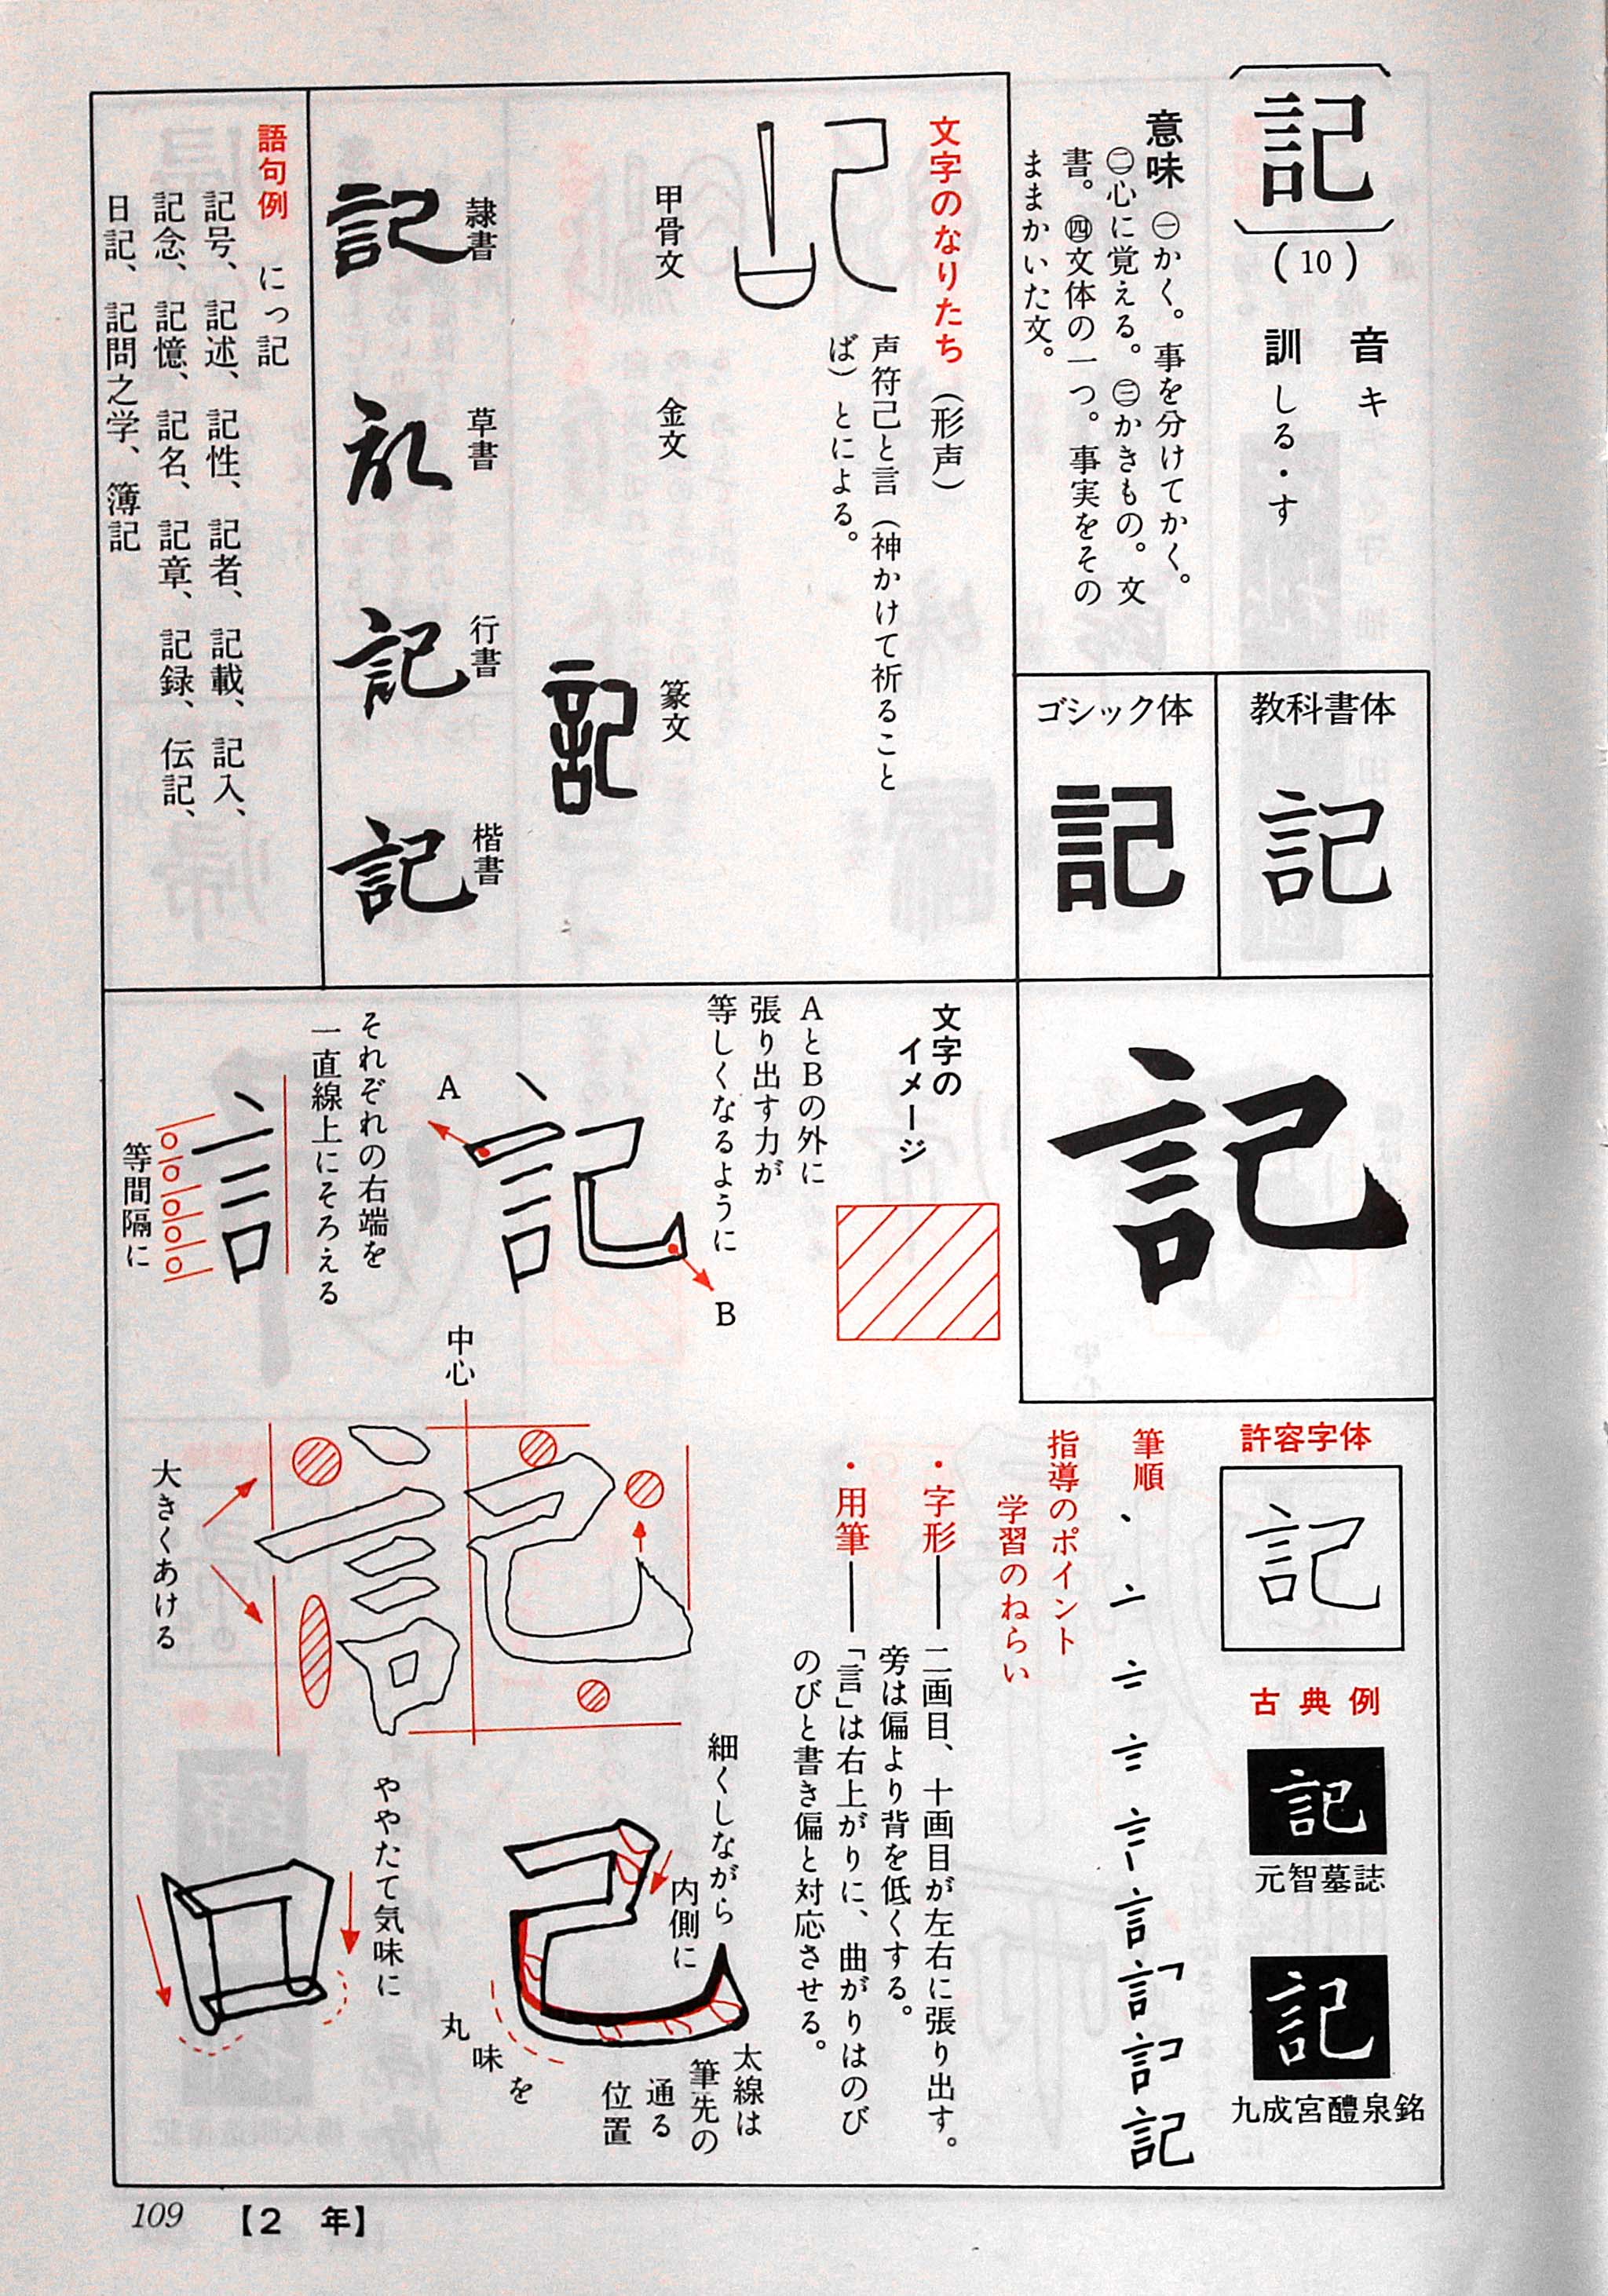 記
(10)
音 キ
訓 しる・す
意味 ㊀かく。事を分けてかく。
㊁心に覚える。㊂かきもの。文
書。㊃文体の一つ。事実をその
ままかいた文。
教科書体
記
ゴシック体
記
文字のなりたち(形声)
声符己と言(神かけて祈ること
ば)とによる。
甲骨文
金文
篆文
記
隷書
記
草書
記
行書
記
楷書
記
語句例 にっ記
記号、記述、記性、記者、記載、記入、
記念、記憶、記名、記章、記録、伝記、
日記、記問之学、簿記
記
文字の
イメージ
AとBの外に
張り出す力が
等しくなるように
A
記
B
それぞれの右端を
一直線上にそろえる
言
等間隔に
許容字体
記
古典例
記
元智墓誌
記
九成宮醴泉銘
筆順
記
指導のポイント
学習のねらい
・字形――二画目、十画目が左右に張り出す。
旁は偏より背を低くする。
・用筆――「言」は右上がりに、曲がりはのび
のびと書き偏と対応させる。
中心
記
大きくあける
細くしながら
内側に
己
太線は
筆先の
通る
位置
丸味を
ややたて気味に
口
109 【2 年】